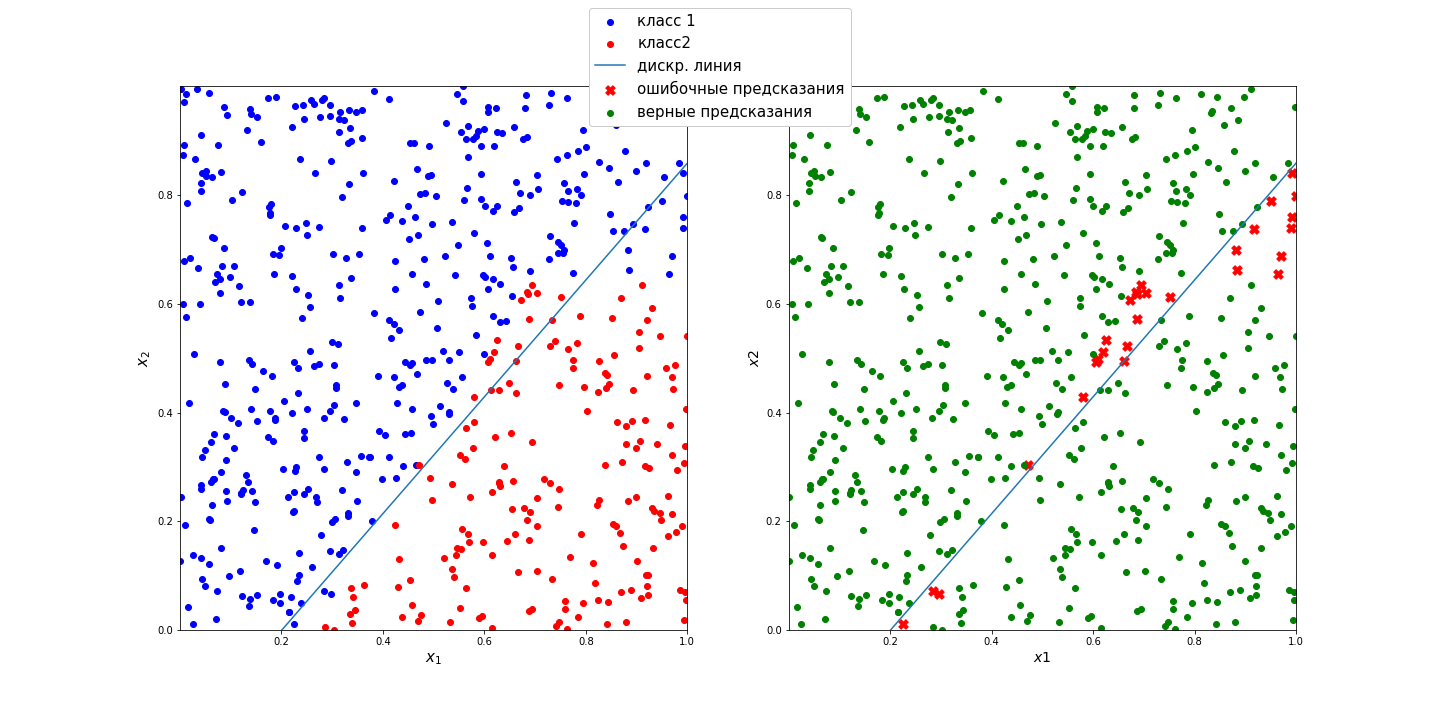 класс 1
класс2
дискр. линия
ошибочные предсказания
верные предсказания
x₂
0.8
0.6
0.4
0.2
0.0
0.2
0.4
0.6
0.8
1.0
x₁
x2
0.8
0.6
0.4
0.2
0.0
0.2
0.4
0.6
0.8
1.0
x1